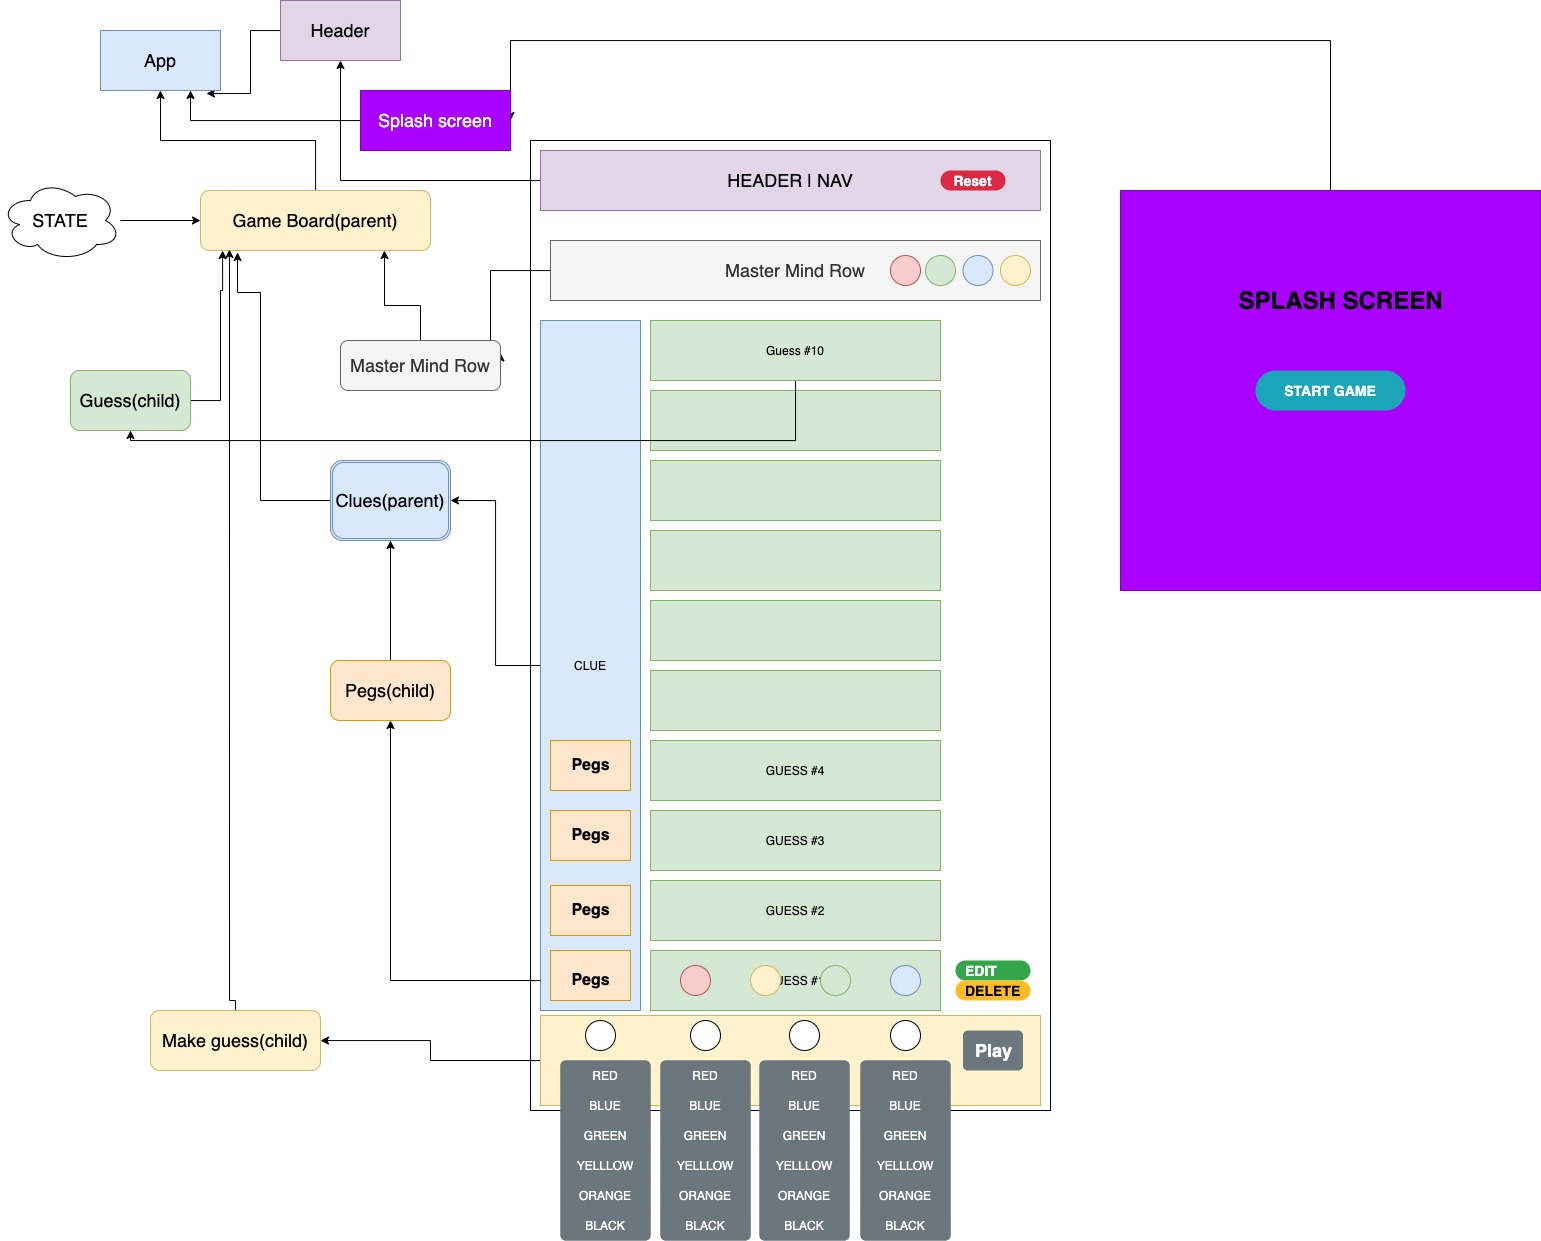 Header
App
Splash screen
HEADER | NAV
Reset
STATE
Game Board(parent)
Master Mind Row
SPLASH SCREEN
START GAME
Master Mind Row
Guess #10
Guess(child)
Clues(parent)
CLUE
Pegs(child)
Pegs
GUESS #4
Pegs
GUESS #3
Pegs
GUESS #2
Pegs
EDIT
DELETE
Make guess(child)
Play
RED RED RED RED
BLUE BLUE BLUE BLUE
GREEN GREEN GREEN GREEN
YELLLOW YELLLOW YELLLOW YELLLOW
ORANGE ORANGE ORANGE ORANGE
BLACK BLACK BLACK BLACK